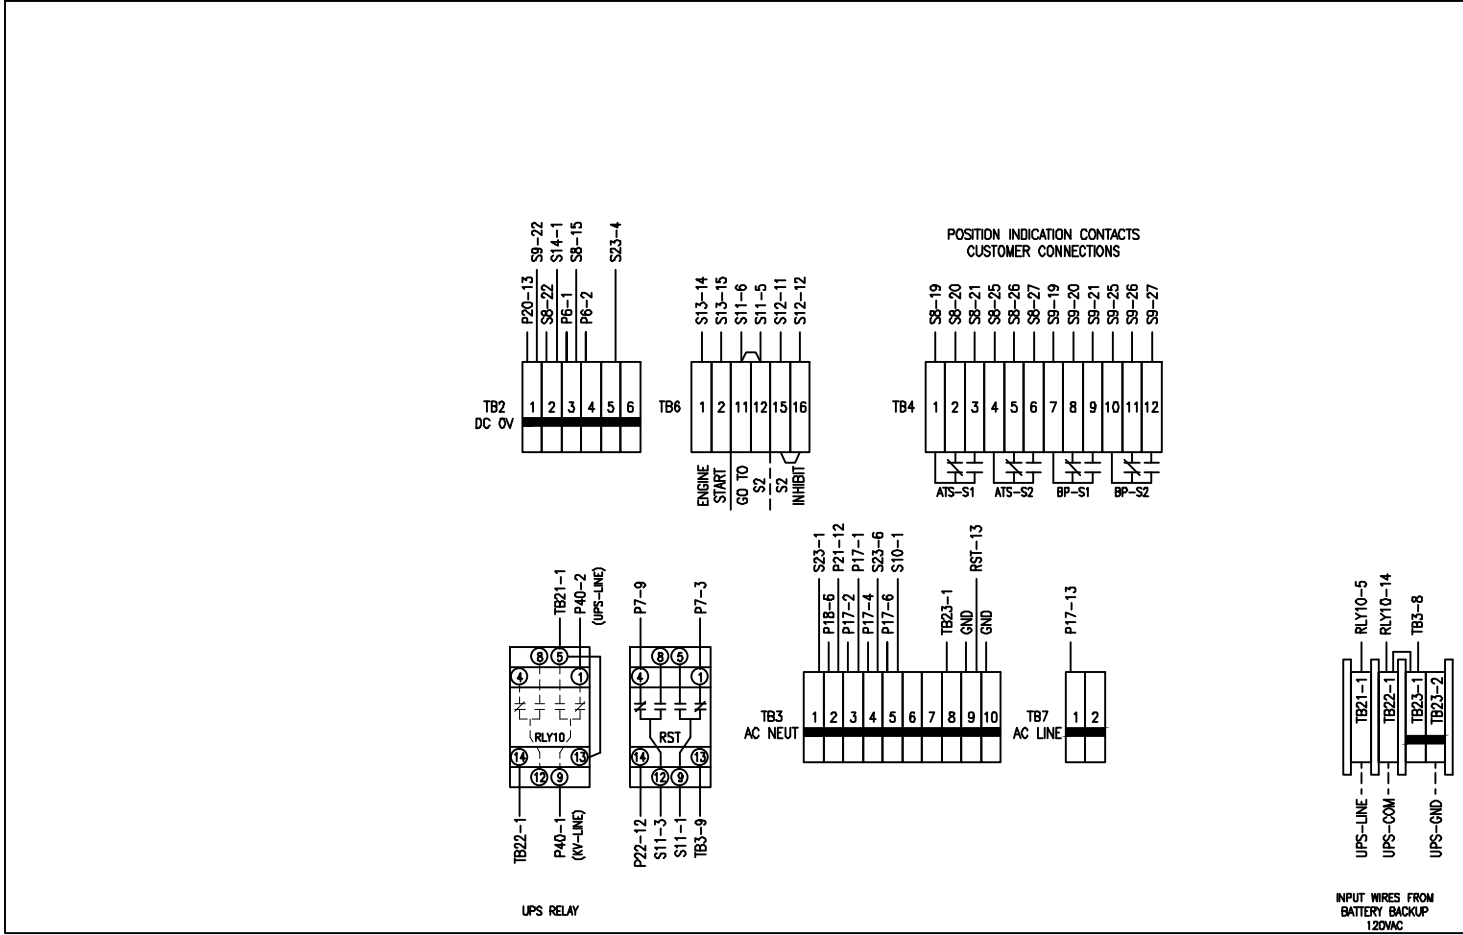 POSITION INDICATION CONTACTS
CUSTOMER CONNECTIONS
P20-13
S9-22
S8-22
S14-1
P6-1
S8-15
P6-2
S23-4
TB2
DC 0V
1 2 3 4 5 6
S13-14
S13-15
S11-6
S11-5
S12-11
S12-12
TB6
1 2 11 12 15 16
ENGINE
START
GO TO
S2
S2
INHIBIT
S8-19
S8-20
S8-21
S8-25
S8-26
S8-27
S9-19
S9-20
S9-21
S9-25
S9-26
S9-27
TB4
1 2 3 4 5 6 7 8 9 10 11 12
ATS-S1 ATS-S2 BP-S1 BP-S2
TB21-1
P40-2
(UPS-LINE)
8 5
4 1
RLY10
14 13
12 9
TB22-1
P40-1
(KV-LINE)
UPS RELAY
P7-9
P7-3
8 5
4 1
RST
14 13
12 9
P22-12
S11-3
S11-1
TB3-9
S23-1
P18-6
P21-12
P17-2
P17-1
P17-4
S23-6
P17-6
S10-1
TB23-1
GND
RST-13
GND
TB3
AC NEUT
1 2 3 4 5 6 7 8 9 10
P17-13
TB7
AC LINE
1 2
RLY10-5
RLY10-14
TB3-8
TB21-1
TB22-1
TB23-1
TB23-2
UPS-LINE
UPS-COM
UPS-GND
INPUT WIRES FROM
BATTERY BACKUP
120VAC